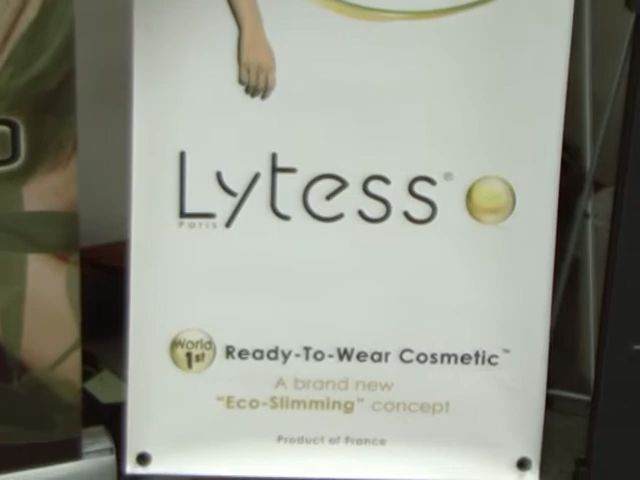 Lytess®
Paris
World
1st
Ready-To-Wear Cosmetic™
A brand new
"Eco-Slimming" concept
Product of France